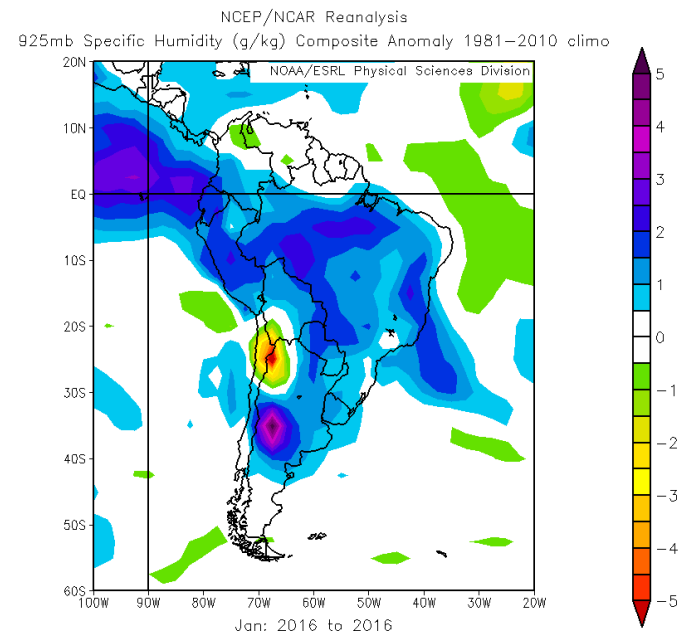 NCEP/NCAR Reanalysis
925mb Specific Humidity (g/kg) Composite Anomaly 1981−2010 climo
NOAA/ESRL Physical Sciences Division
20N
10N
EQ
10S
20S
30S
40S
50S
60S
100W 90W 80W 70W 60W 50W 40W 30W 20W
Jan: 2016 to 2016
5
4
3
2
1
0
−1
−2
−3
−4
−5